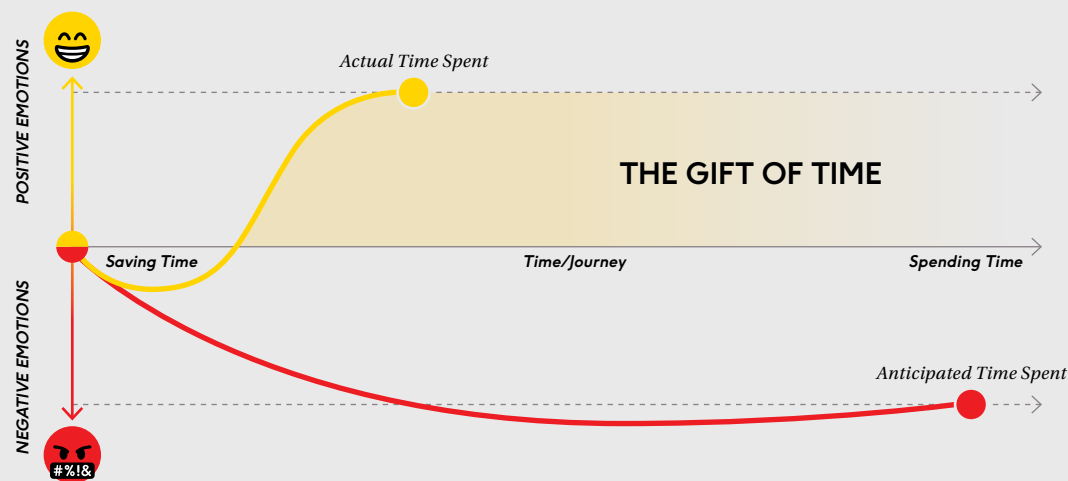 POSITIVE EMOTIONS
Actual Time Spent
THE GIFT OF TIME
Saving Time
Time/Journey
Spending Time
NEGATIVE EMOTIONS
Anticipated Time Spent
#%!&